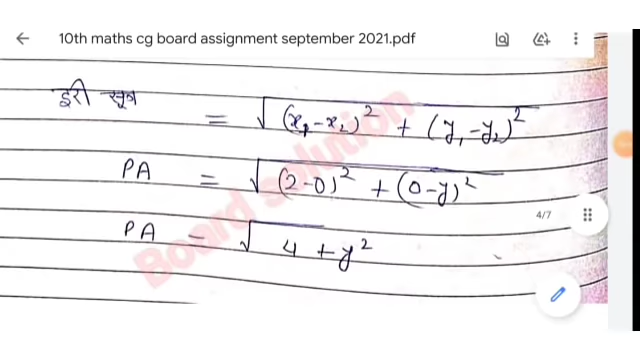 10th maths cg board assignment september 2021.pdf
दूरी सूत्र = √(x₁-x₂)² + (y₁-y₂)²
PA = √(2-0)² + (0-y)²
4/7
PA = √4 + y²
Board solution